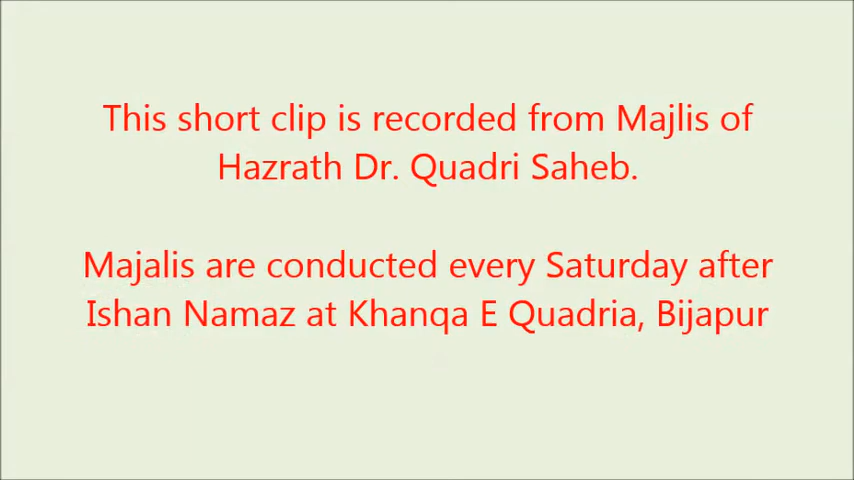 This short clip is recorded from Majlis of
Hazrath Dr. Quadri Saheb.
Majalis are conducted every Saturday after
Ishan Namaz at Khanqa E Quadria, Bijapur